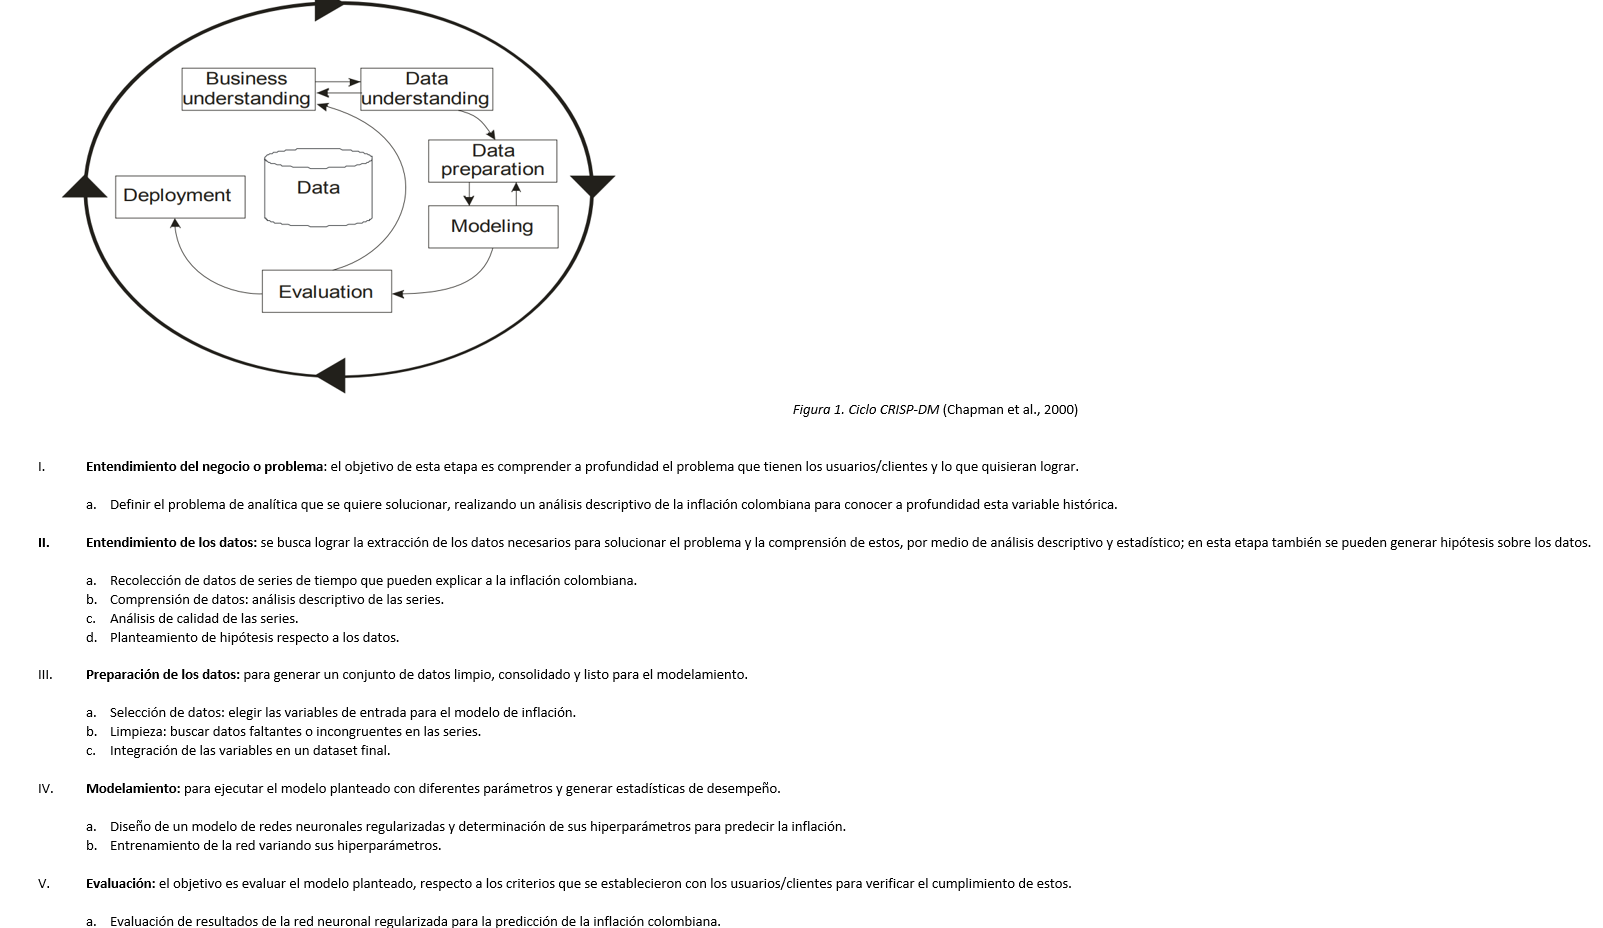 Business
understanding
Data
understanding
Data
preparation
Deployment
Data
Modeling
Evaluation
Figura 1. Ciclo CRISP-DM (Chapman et al., 2000)
I. Entendimiento del negocio o problema: el objetivo de esta etapa es comprender a profundidad el problema que tienen los usuarios/clientes y lo que quisieran lograr.
a. Definir el problema de analítica que se quiere solucionar, realizando un análisis descriptivo de la inflación colombiana para conocer a profundidad esta variable histórica.
II. Entendimiento de los datos: se busca lograr la extracción de los datos necesarios para solucionar el problema y la comprensión de estos, por medio de análisis descriptivo y estadístico; en esta etapa también se pueden generar hipótesis sobre los datos.
a. Recolección de datos de series de tiempo que pueden explicar a la inflación colombiana.
b. Comprensión de datos: análisis descriptivo de las series.
c. Análisis de calidad de las series.
d. Planteamiento de hipótesis respecto a los datos.
III. Preparación de los datos: para generar un conjunto de datos limpio, consolidado y listo para el modelamiento.
a. Selección de datos: elegir las variables de entrada para el modelo de inflación.
b. Limpieza: buscar datos faltantes o incongruentes en las series.
c. Integración de las variables en un dataset final.
IV. Modelamiento: para ejecutar el modelo planteado con diferentes parámetros y generar estadísticas de desempeño.
a. Diseño de un modelo de redes neuronales regularizadas y determinación de sus hiperparámetros para predecir la inflación.
b. Entrenamiento de la red variando sus hiperparámetros.
V. Evaluación: el objetivo es evaluar el modelo planteado, respecto a los criterios que se establecieron con los usuarios/clientes para verificar el cumplimiento de estos.
a. Evaluación de resultados de la red neuronal regularizada para la predicción de la inflación colombiana.